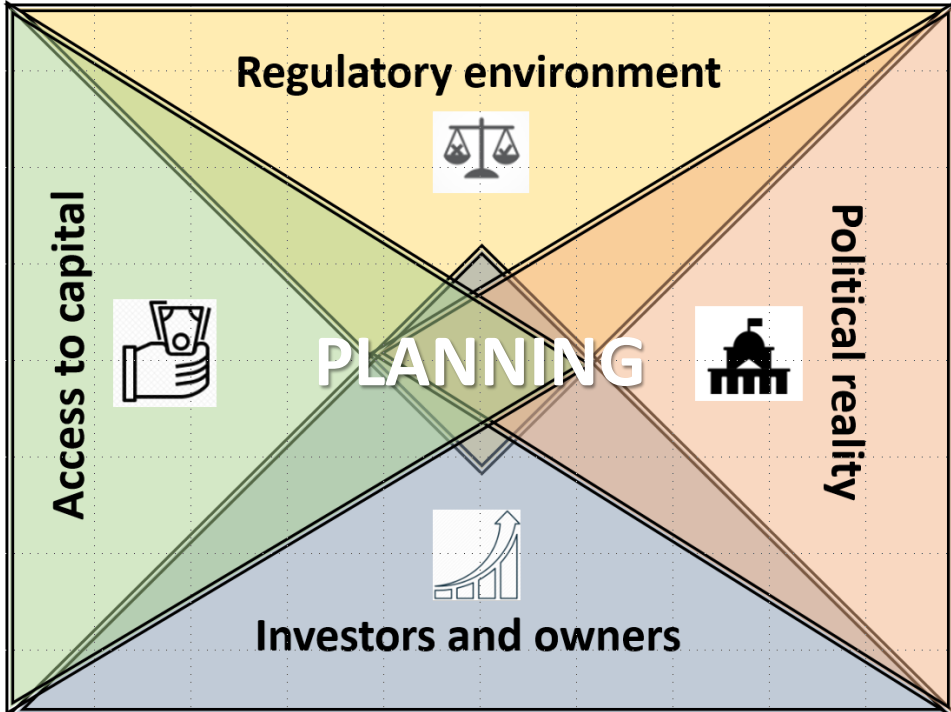 Regulatory environment
Access to capital
PLANNING
Political reality
Investors and owners